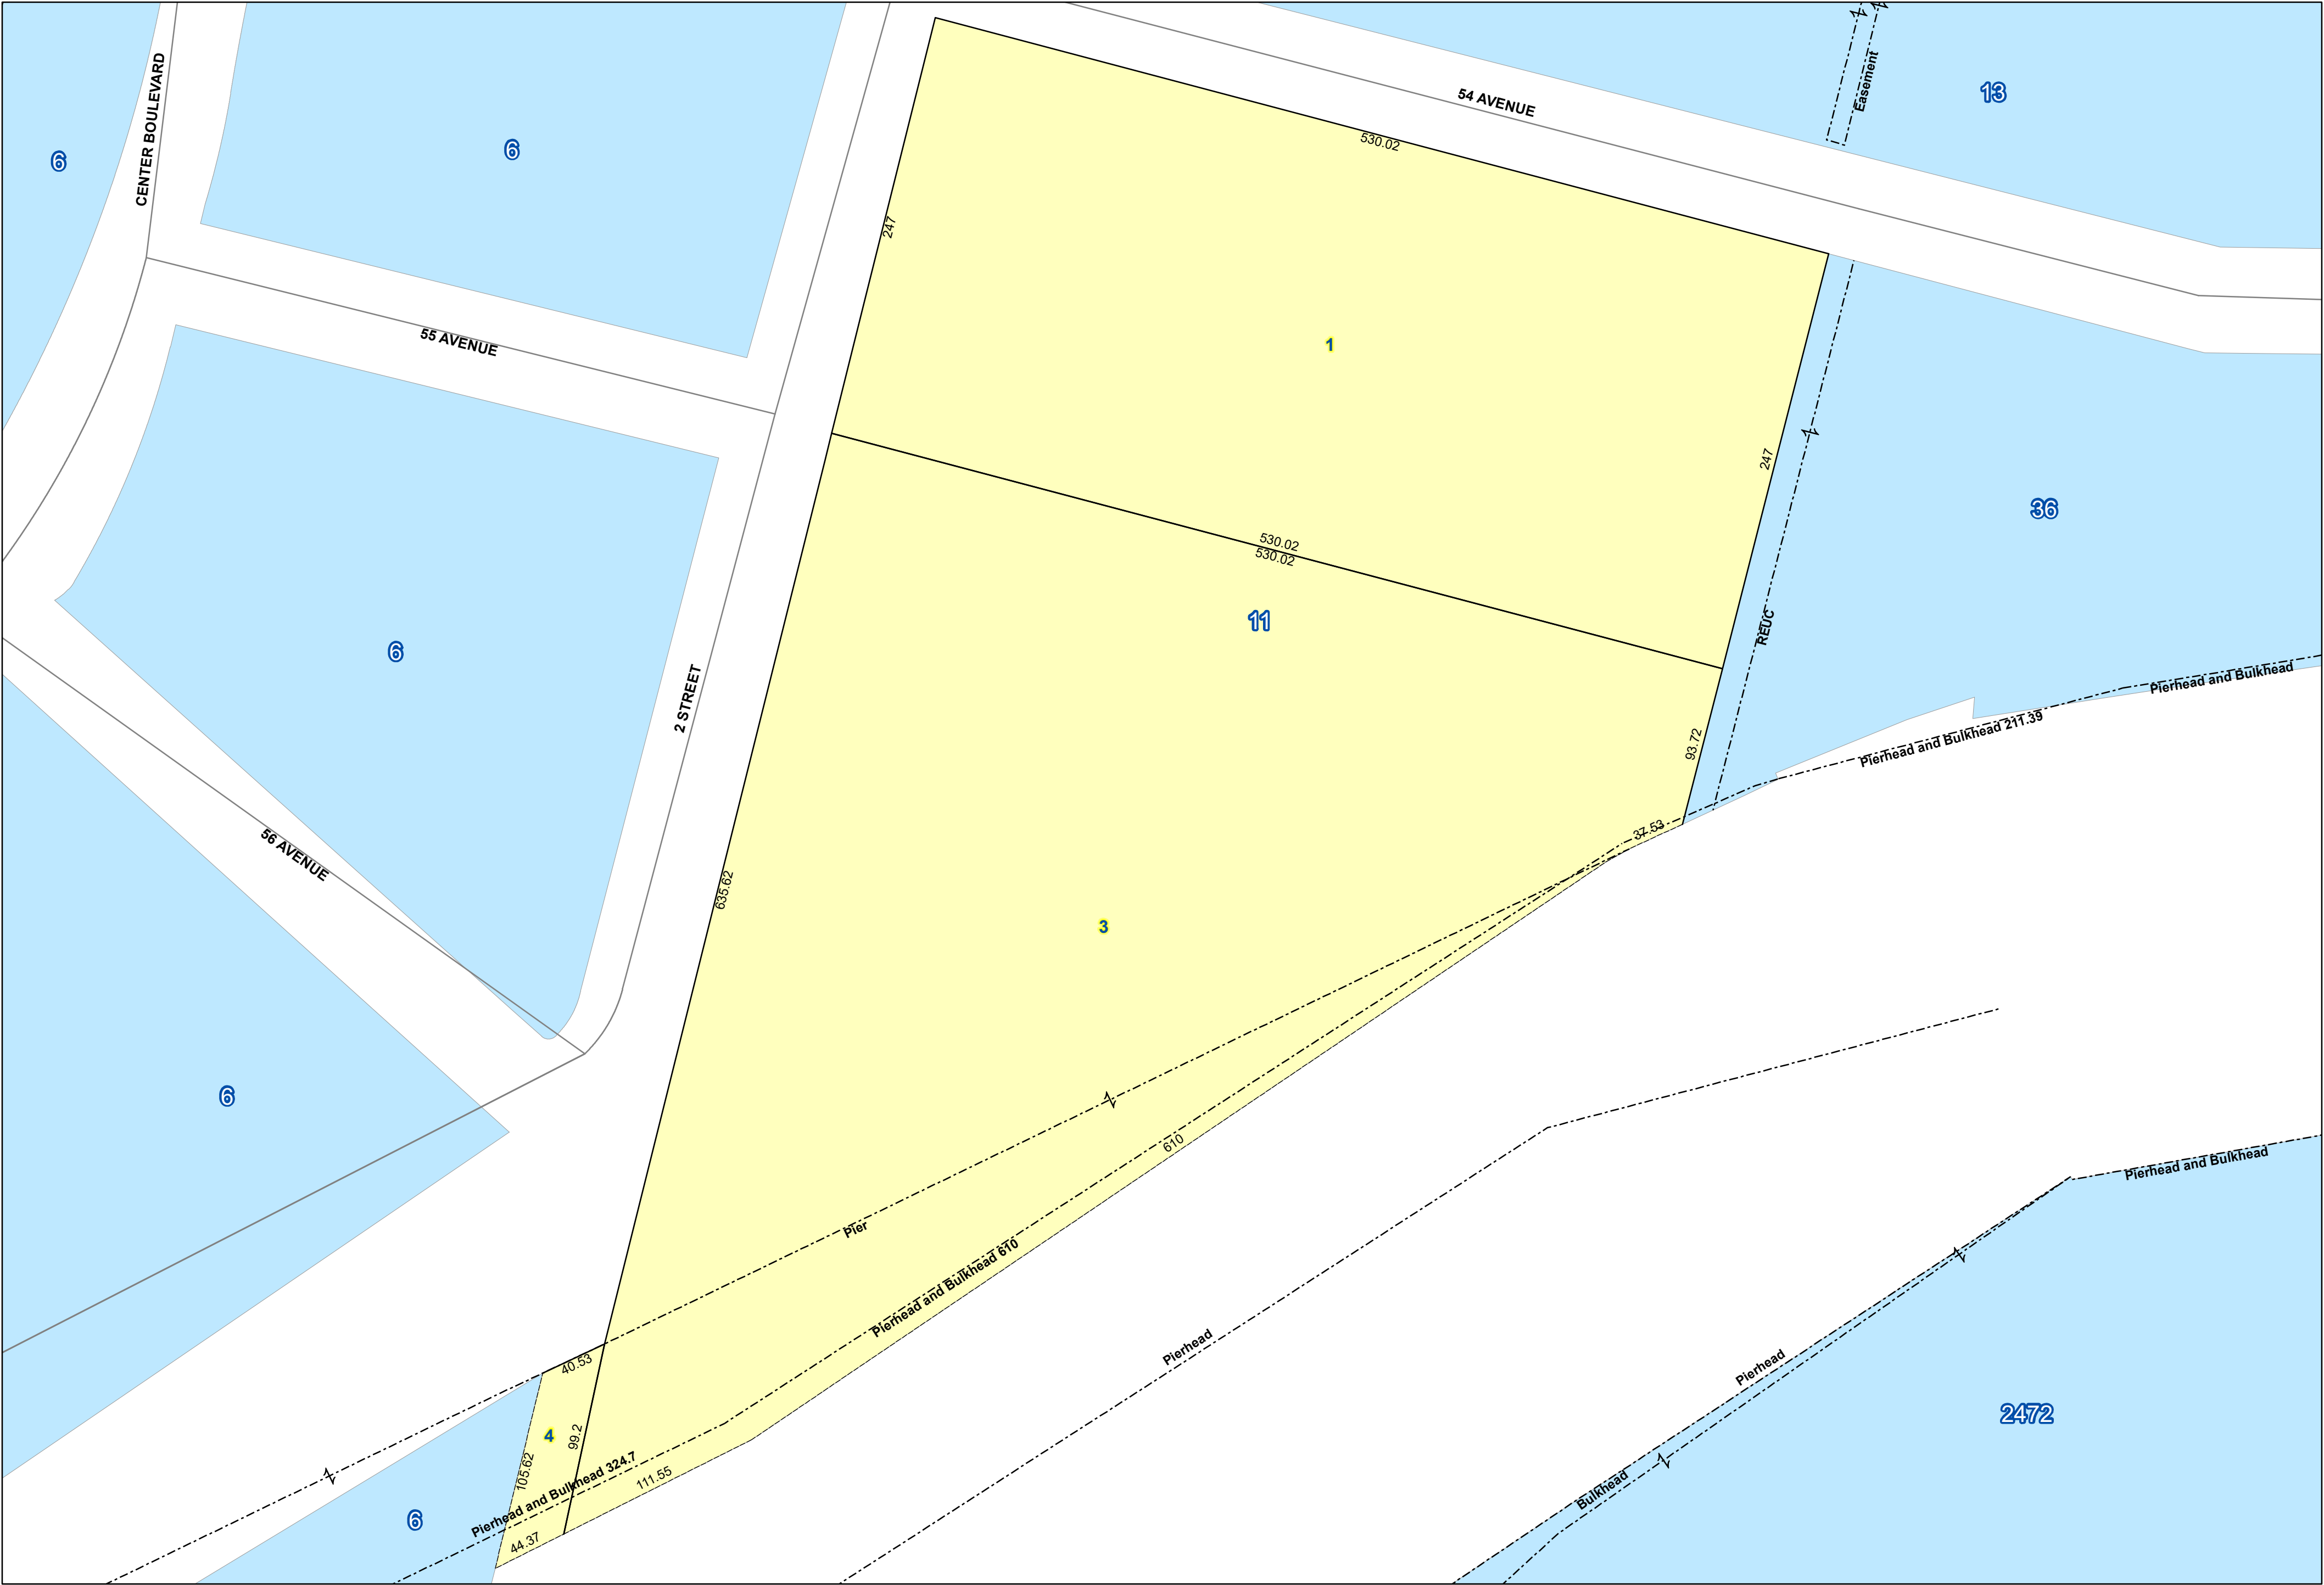 CENTER BOULEVARD
6
6
54 AVENUE
Easement
13
530.02
247
55 AVENUE
1
247
36
530.02
530.02
11
REUC
6
2 STREET
Pierhead and Bulkhead
Pierhead and Bulkhead 211.39
93.72
37.53
56 AVENUE
635.62
3
6
610
Pier
Pierhead and Bulkhead 610
Pierhead
Pierhead and Bulkhead
Pierhead
40.53
4
99.2
105.62
Pierhead and Bulkhead 324.7
111.55
44.37
6
Bulkhead
2472